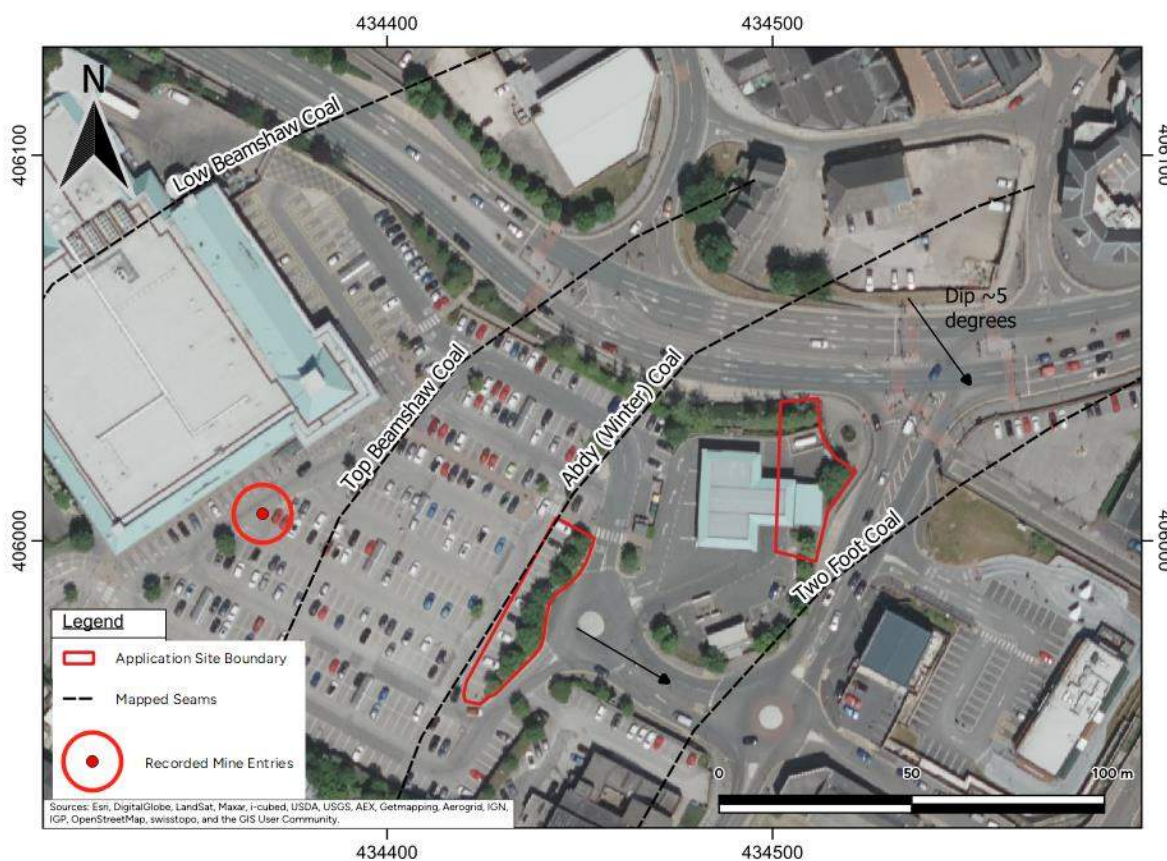 434400
434500
N
406100
406100
Low Beamshaw Coal
Dip ~5
degrees
Top Beamshaw Coal
Abdy (Winter) Coal
Two Foot Coal
406000
406000
Legend
Application Site Boundary
Mapped Seams
Recorded Mine Entries
Sources: Esri, DigitalGlobe, LandSat, Maxar, i-cubed, USDA, USGS, AEX, Getmapping, Aerogrid, IGN,
IGP, OpenStreetMap, swisstopo, and the GIS User Community.
0
50
100 m
434400
434500